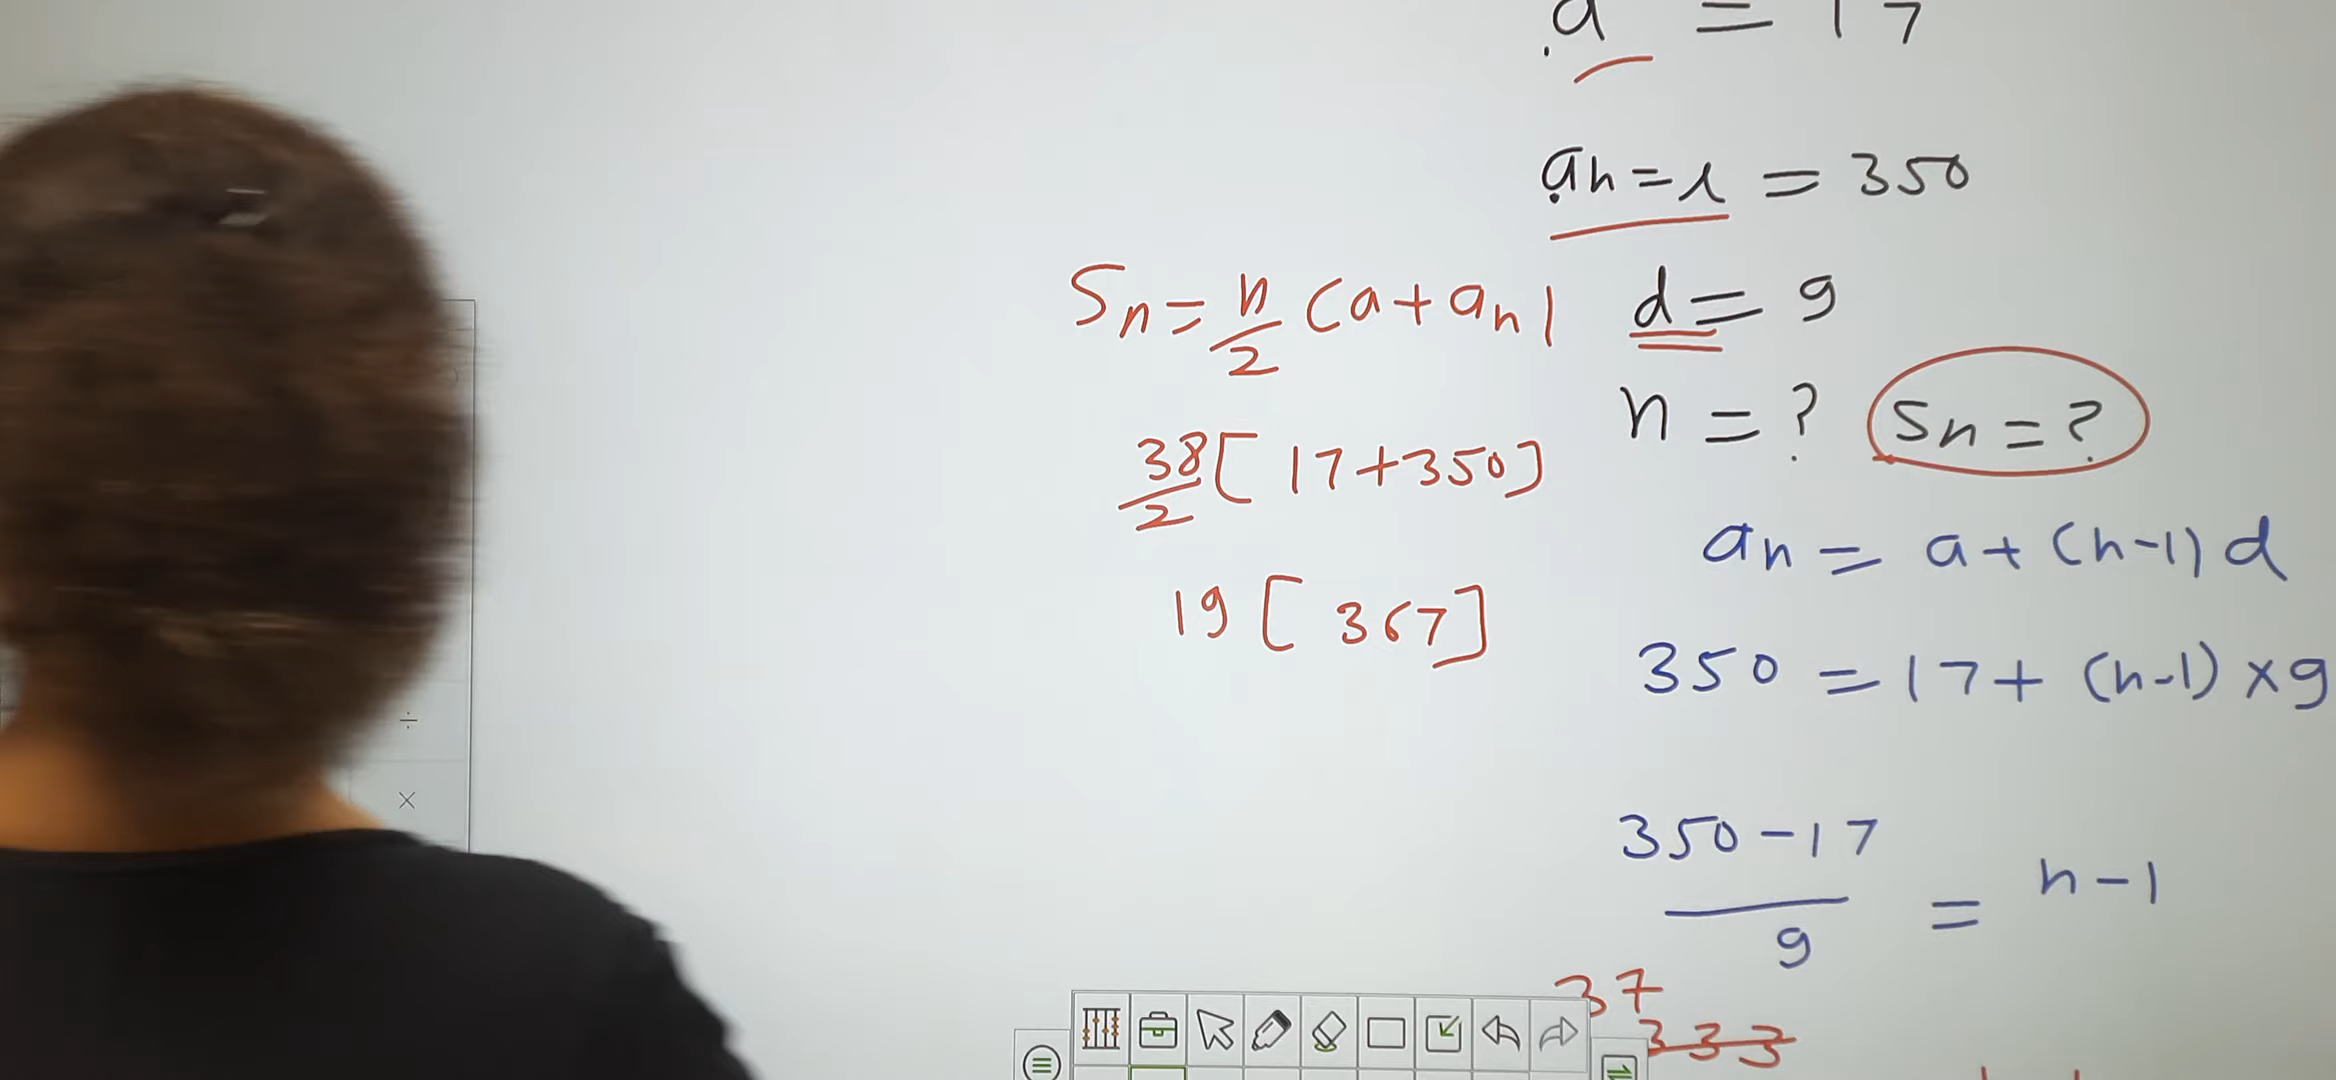 a = 17
an = l = 350
d = 9
n = ? Sn = ?
an = a + (n-1) d
350 = 17 + (n-1) × 9
350 - 17 / 9 = n - 1
37
333
Sn = n/2 (a + an)
38/2 [ 17 + 350 ]
19 [ 367 ]
÷
×